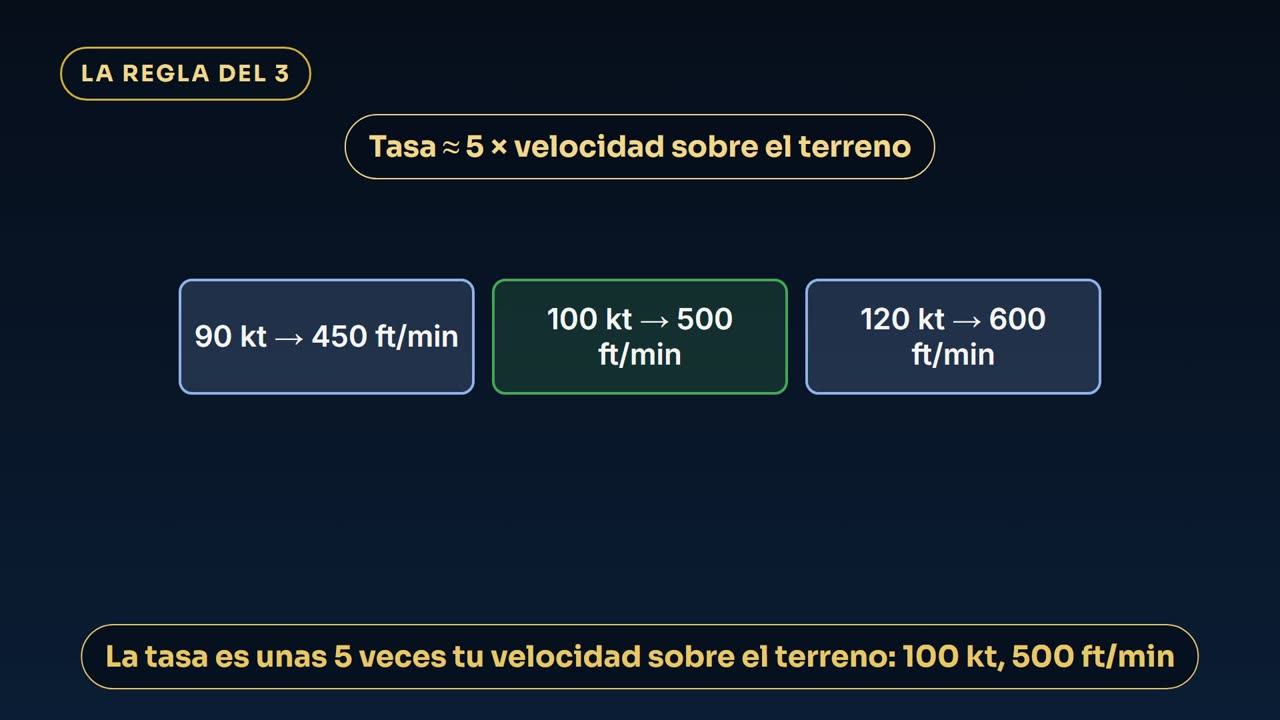 LA REGLA DEL 3
Tasa ≈ 5 × velocidad sobre el terreno
90 kt → 450 ft/min
100 kt → 500
ft/min
120 kt → 600
ft/min
La tasa es unas 5 veces tu velocidad sobre el terreno: 100 kt, 500 ft/min